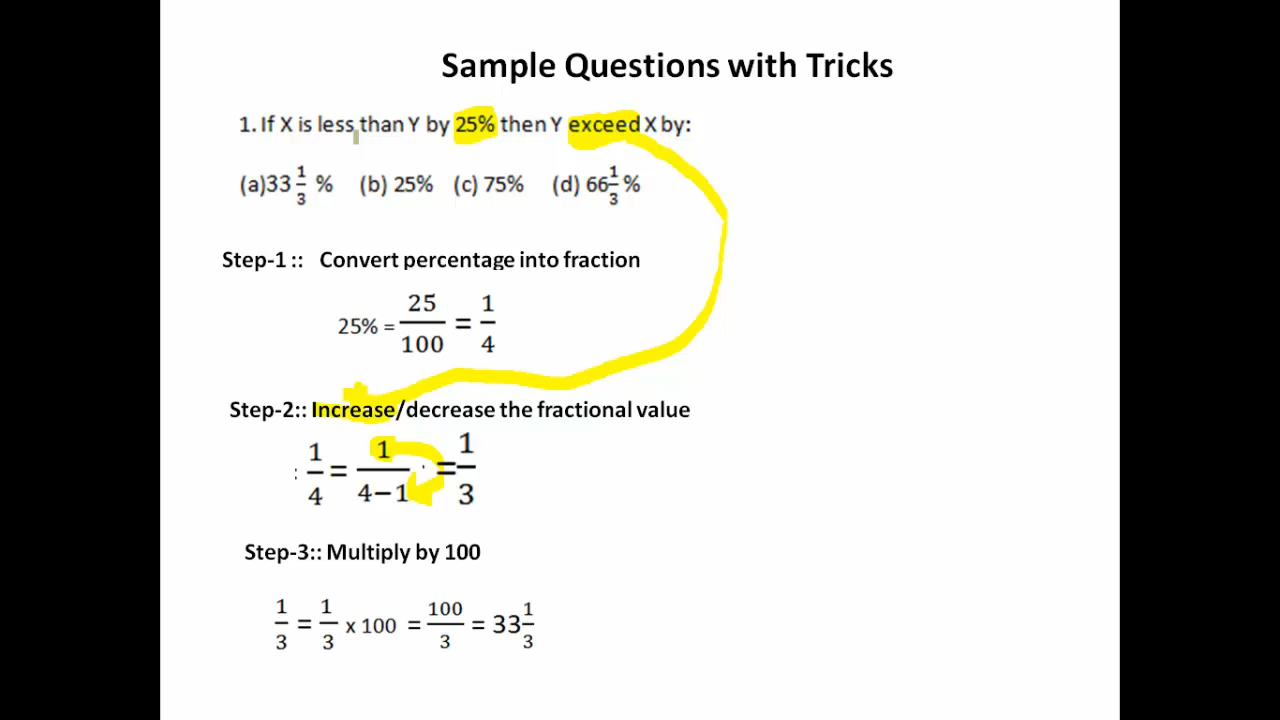 Sample Questions with Tricks
1. If X is less than Y by 25% then Y exceed X by:
(a)33 1/3 % (b) 25% (c) 75% (d) 66 1/3 %
Step-1 :: Convert percentage into fraction
25% = 25/100 = 1/4
Step-2:: Increase/decrease the fractional value
: 1/4 = 1/(4−1) = 1/3
Step-3:: Multiply by 100
1/3 = 1/3 x 100 = 100/3 = 33 1/3